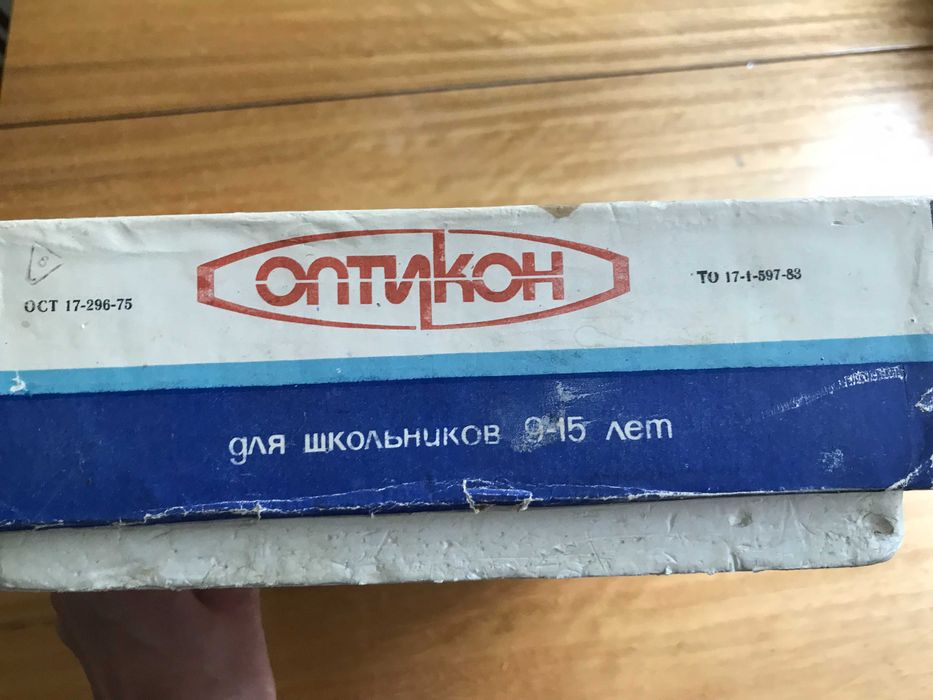 ОПТИКОН
ОСТ 17-296-75
ТО 17-1-597-83
для школьников 9-15 лет